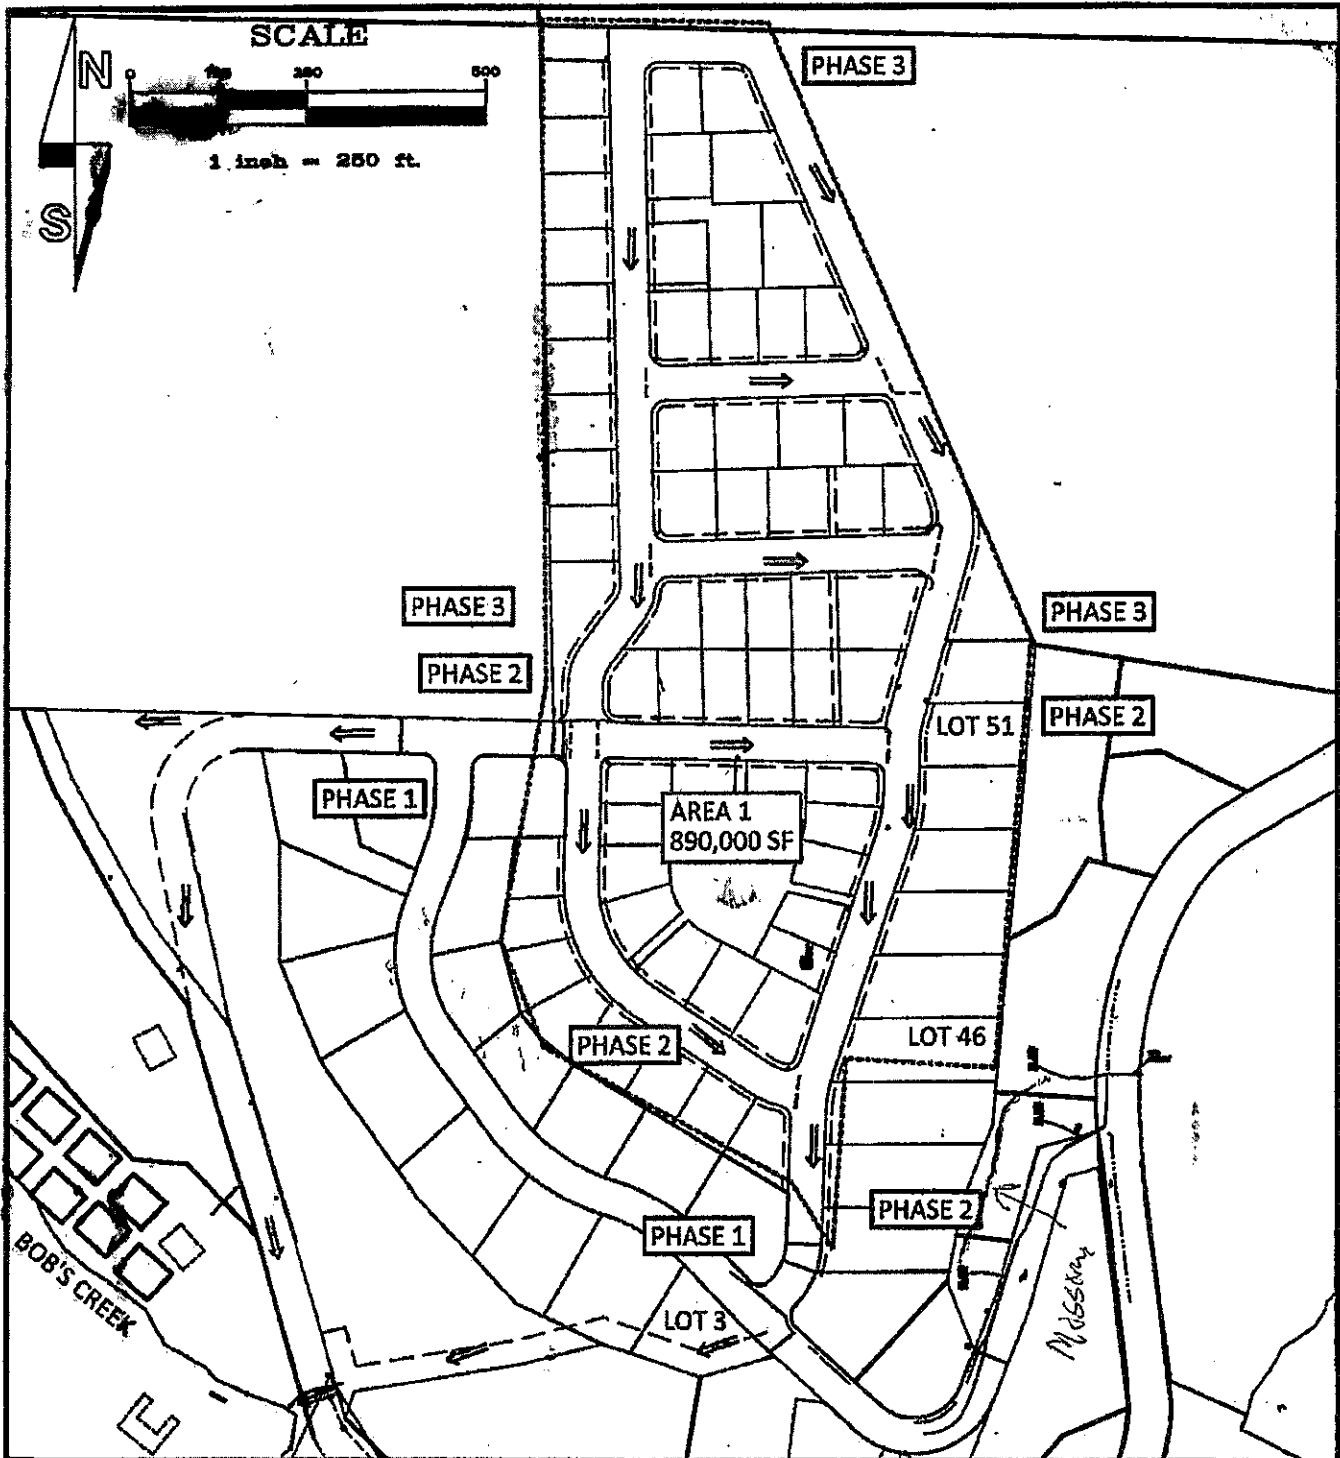 SCALE
PHASE 3
N
0
500
1 inch = 250 ft.
S
PHASE 3
PHASE 3
PHASE 2
PHASE 2
LOT 51
PHASE 1
AREA 1
890,000 SF
PHASE 2
LOT 46
PHASE 2
PHASE 1
BOB'S CREEK
LOT 3